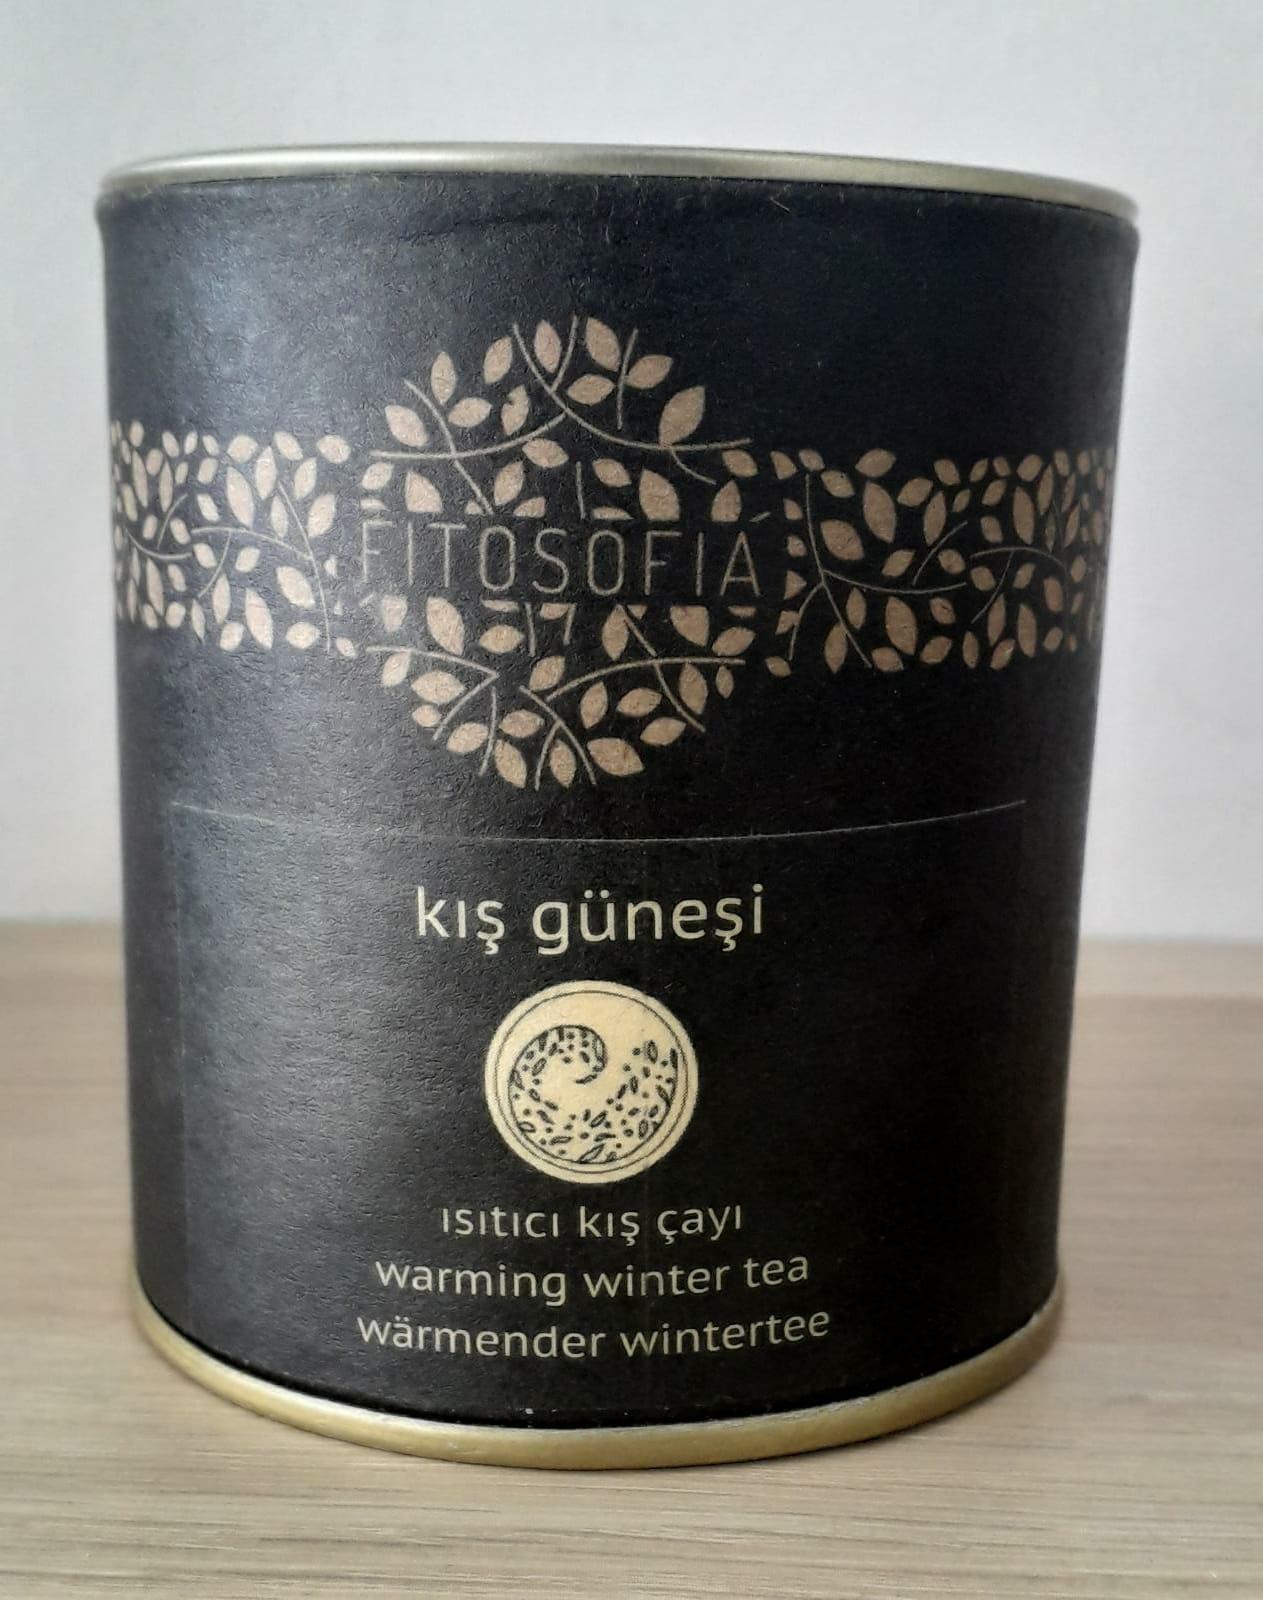 FITOSOFIA
kış güneşi
ısıtıcı kış çayı
warming winter tea
wärmender wintertee